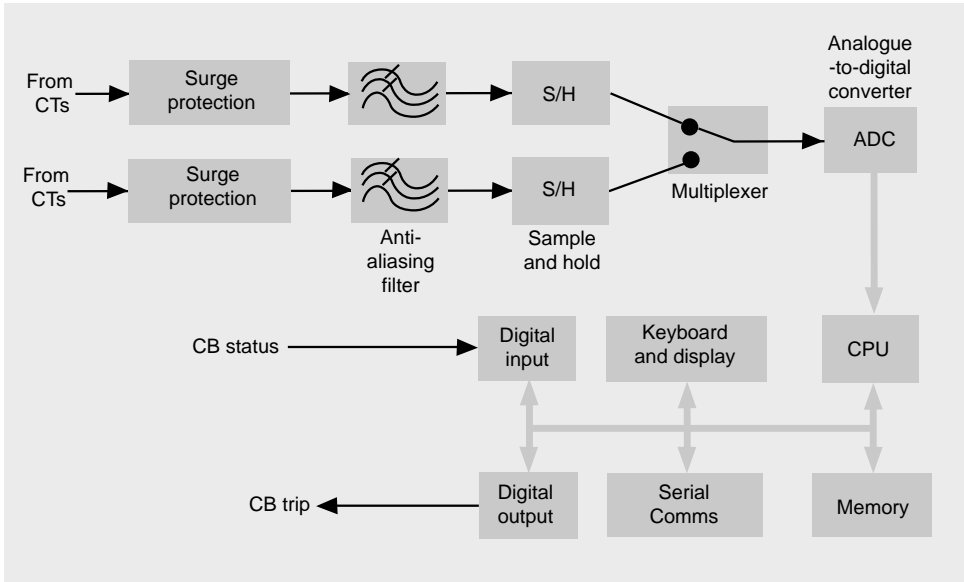 Analogue
-to-digital
converter
From
CTs
Surge
protection
S/H
ADC
From
CTs
Surge
protection
S/H
Multiplexer
Anti-
aliasing
filter
Sample
and hold
CB status
Digital
input
Keyboard
and display
CPU
CB trip
Digital
output
Serial
Comms
Memory